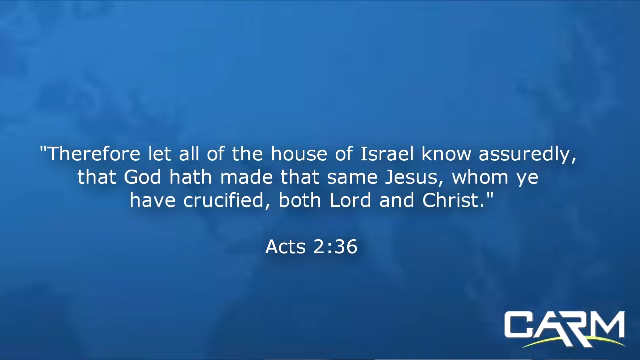 "Therefore let all of the house of Israel know assuredly,
that God hath made that same Jesus, whom ye
have crucified, both Lord and Christ."
Acts 2:36
CARM